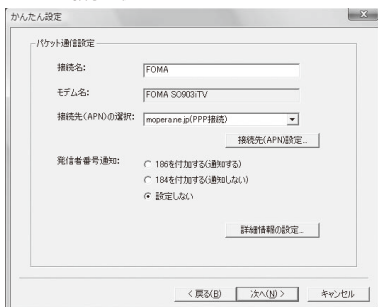 かんたん設定
パケット通信設定
接続名: FOMA
モデム名: FOMA SO903iTV
接続先(APN)の選択: mopera.ne.jp(PPP接続)
接続先(APN)設定...
発信者番号通知: 186を付加する(通知する)
184を付加する(通知しない)
設定しない
詳細情報の設定...
< 戻る(B) 次へ(N) > キャンセル